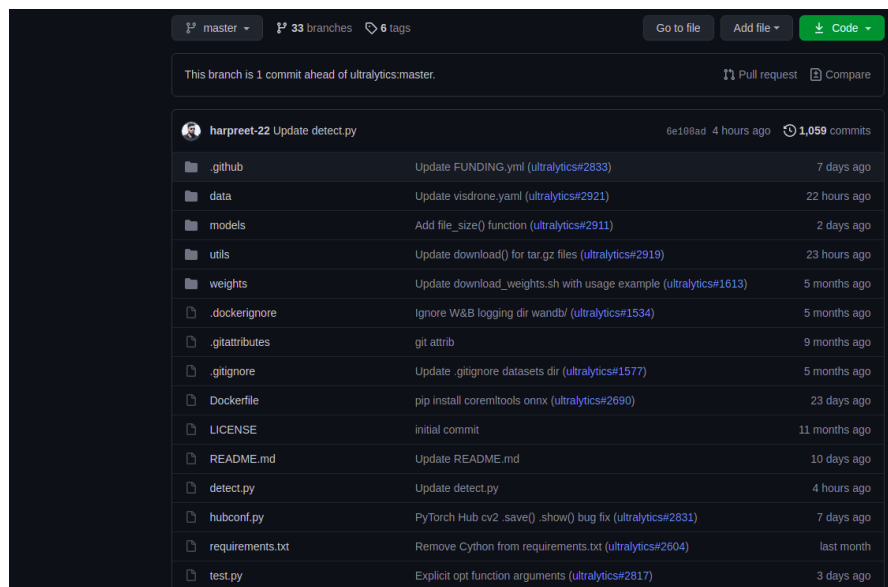 master 33 branches 6 tags Go to file Add file Code
This branch is 1 commit ahead of ultralytics:master. Pull request Compare
harpreet-22 Update detect.py 6e108ad 4 hours ago 1,059 commits
.github Update FUNDING.yml (ultralytics#2833) 7 days ago
data Update visdrone.yaml (ultralytics#2921) 22 hours ago
models Add file_size() function (ultralytics#2911) 2 days ago
utils Update download() for tar.gz files (ultralytics#2919) 23 hours ago
weights Update download_weights.sh with usage example (ultralytics#1613) 5 months ago
.dockerignore Ignore W&B logging dir wandb/ (ultralytics#1534) 5 months ago
.gitattributes git attrib 9 months ago
.gitignore Update .gitignore datasets dir (ultralytics#1577) 5 months ago
Dockerfile pip install coremltools onnx (ultralytics#2690) 23 days ago
LICENSE initial commit 11 months ago
README.md Update README.md 10 days ago
detect.py Update detect.py 4 hours ago
hubconf.py PyTorch Hub cv2 .save() .show() bug fix (ultralytics#2831) 7 days ago
requirements.txt Remove Cython from requirements.txt (ultralytics#2604) last month
test.py Explicit opt function arguments (ultralytics#2817) 3 days ago